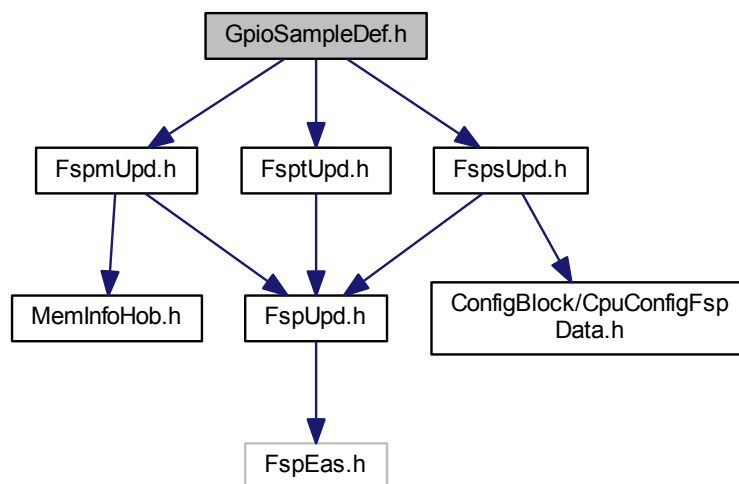 GpioSampleDef.h
FspmUpd.h
FsptUpd.h
FspsUpd.h
MemInfoHob.h
FspUpd.h
ConfigBlock/CpuConfigFsp
Data.h
FspEas.h